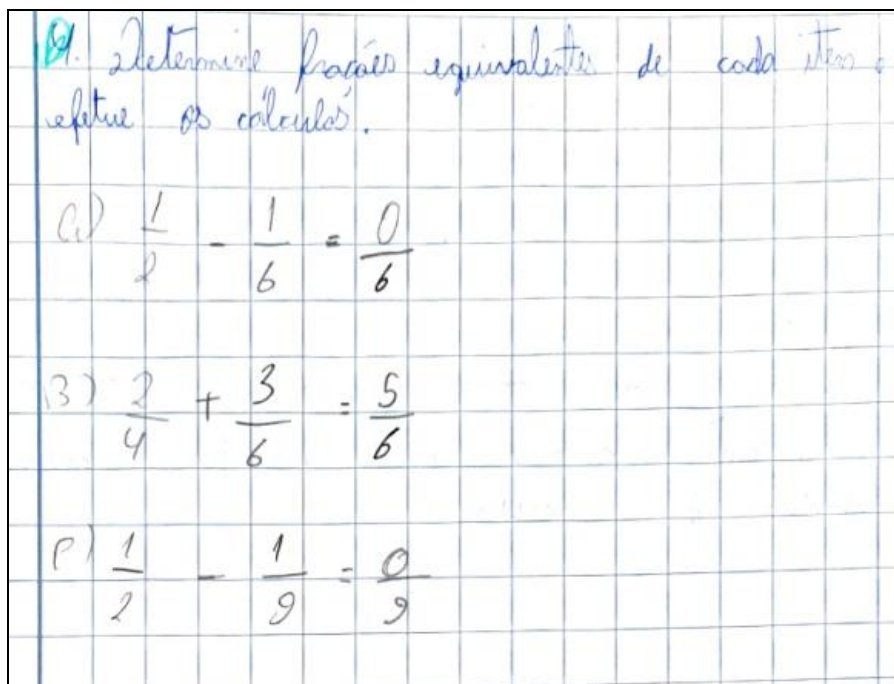 01. Determine frações equivalentes de cada item e
efetue os cálculos.
a) 1/2 - 1/6 = 0/6
B) 2/4 + 3/6 = 5/6
C) 1/2 - 1/9 = 0/9